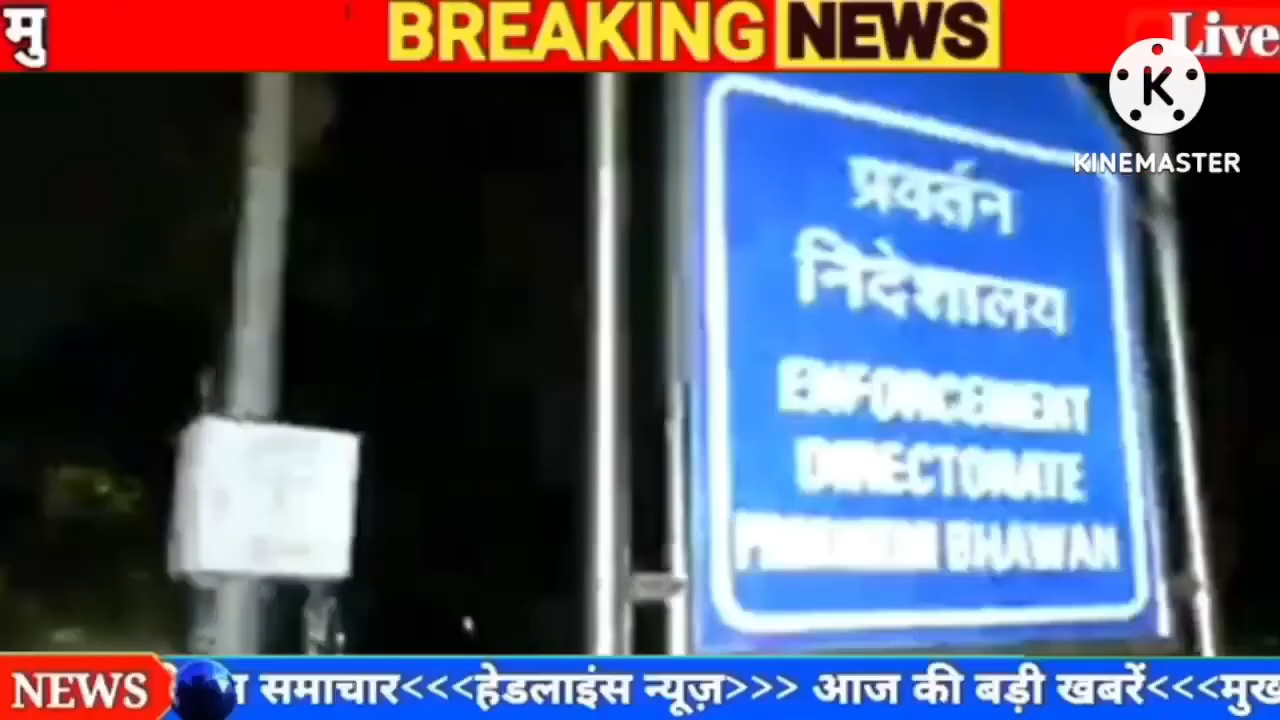 मु
BREAKING NEWS
Live
K
KINEMASTER
प्रवर्तन
निदेशालय
ENFORCEMENT
DIRECTORATE
BHAWAN
NEWS
समाचार<<<हेडलाइंस न्यूज़>>> आज की बड़ी खबरें<<<मुख